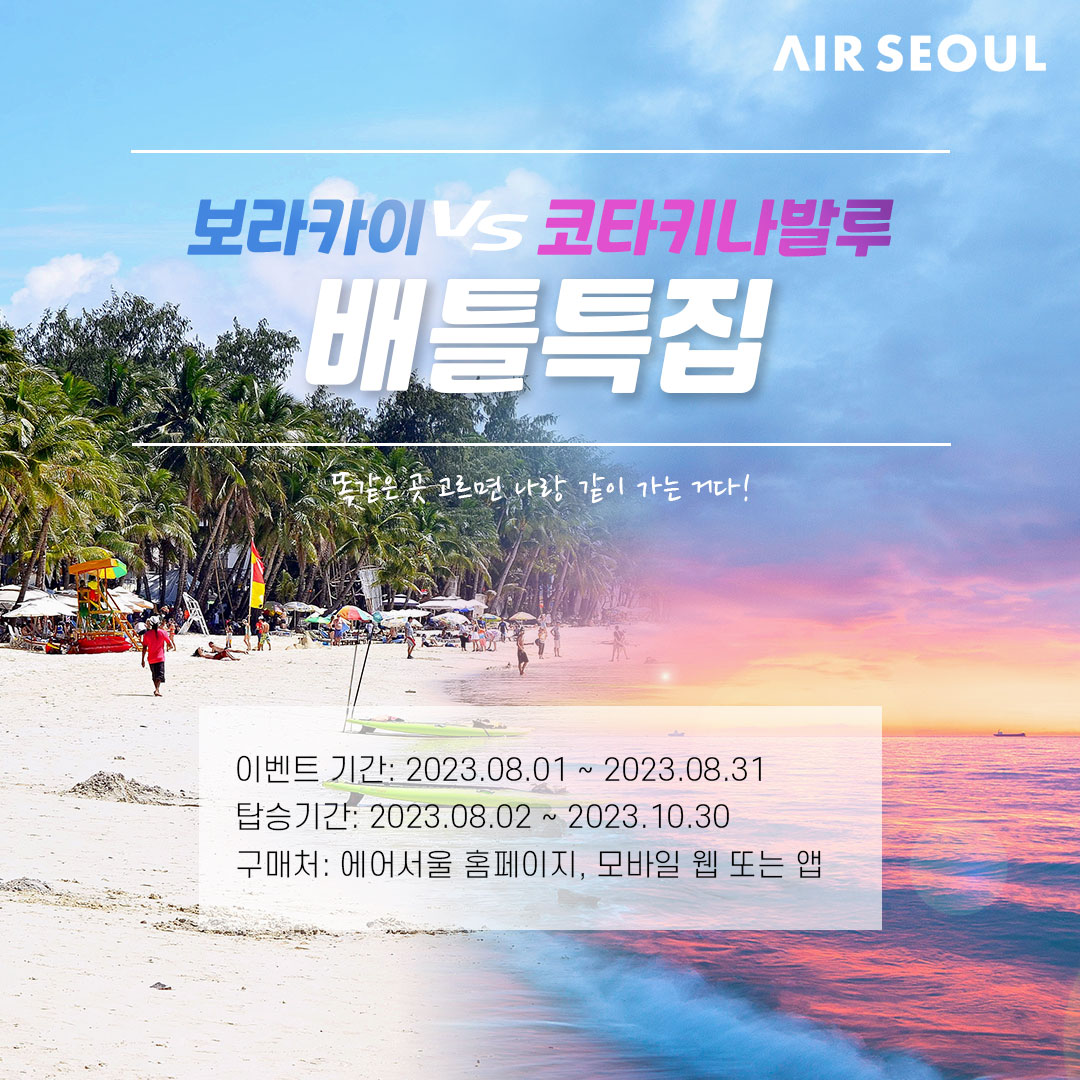 AIR SEOUL
보라카이 VS 코타키나발루
배틀특집
똑같은 곳 고르면 나랑 같이 가는 거다!
이벤트 기간: 2023.08.01 ~ 2023.08.31
탑승기간: 2023.08.02 ~ 2023.10.30
구매처: 에어서울 홈페이지, 모바일 웹 또는 앱